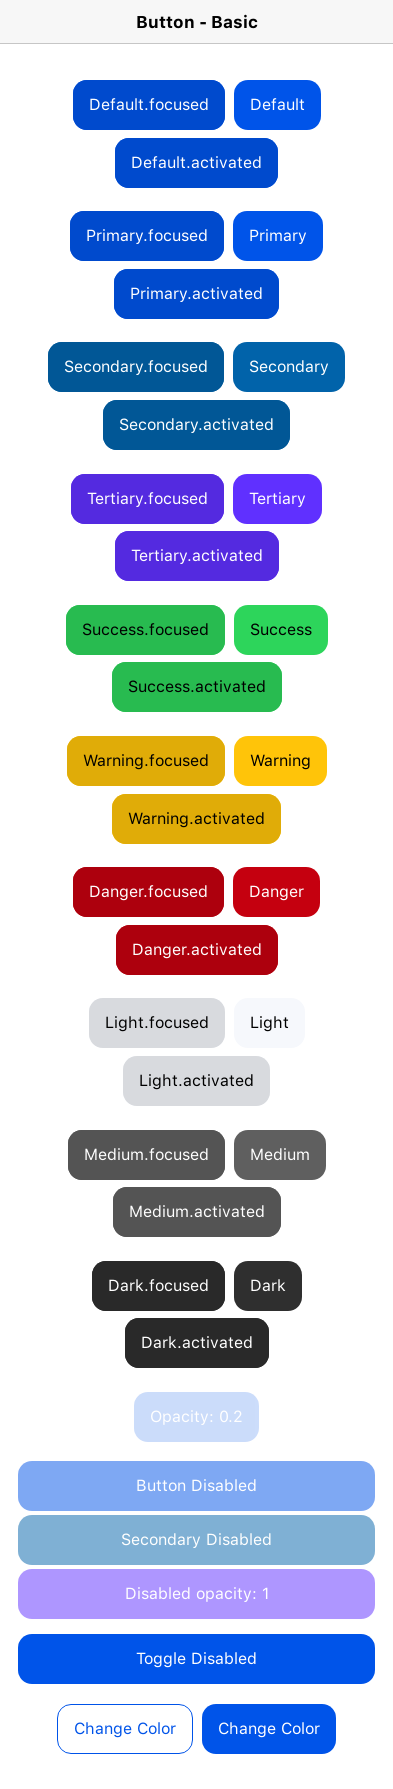 Button - Basic
Default.focused Default
Default.activated
Primary.focused Primary
Primary.activated
Secondary.focused Secondary
Secondary.activated
Tertiary.focused Tertiary
Tertiary.activated
Success.focused Success
Success.activated
Warning.focused Warning
Warning.activated
Danger.focused Danger
Danger.activated
Light.focused Light
Light.activated
Medium.focused Medium
Medium.activated
Dark.focused Dark
Dark.activated
Opacity: 0.2
Button Disabled
Secondary Disabled
Disabled opacity: 1
Toggle Disabled
Change Color Change Color